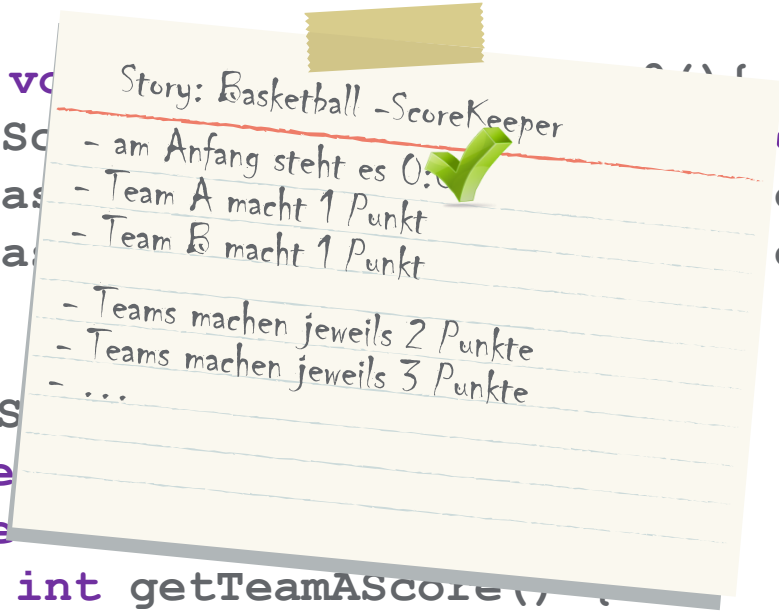 Story: Basketball -ScoreKeeper
- am Anfang steht es 0:
- Team A macht 1 Punkt
- Team B macht 1 Punkt
- Teams machen jeweils 2 Punkte
- Teams machen jeweils 3 Punkte
- ...
int getTeamAScore() {